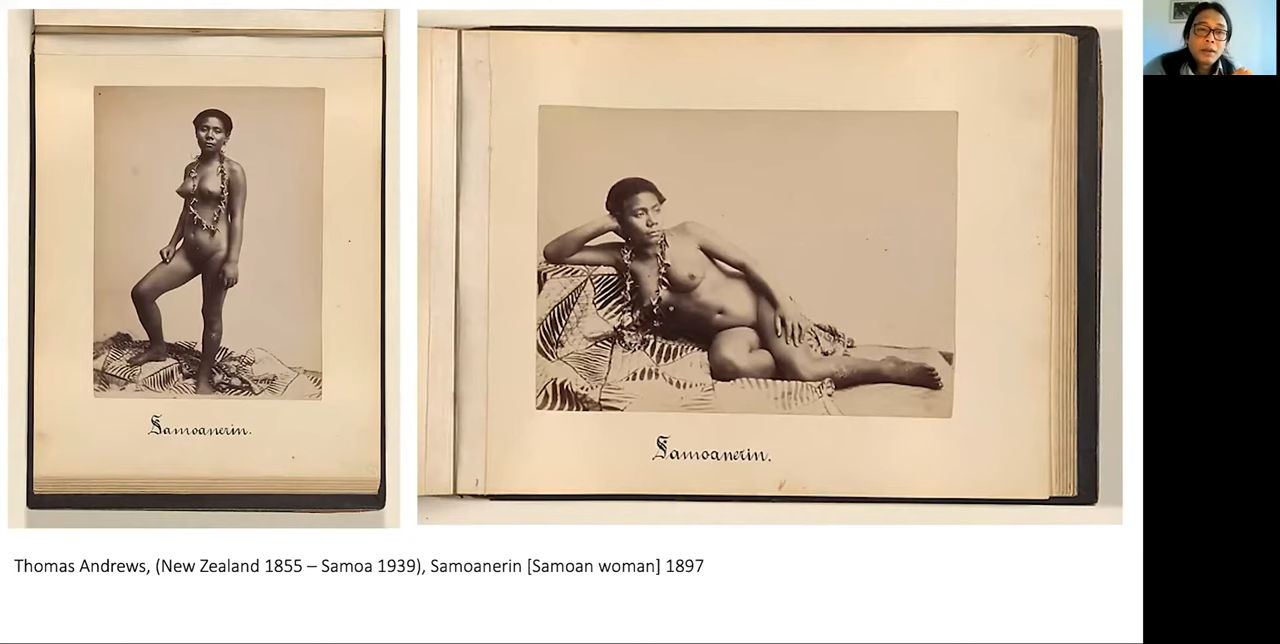 Samoanerin.
Samoanerin.
Thomas Andrews, (New Zealand 1855 – Samoa 1939), Samoanerin [Samoan woman] 1897